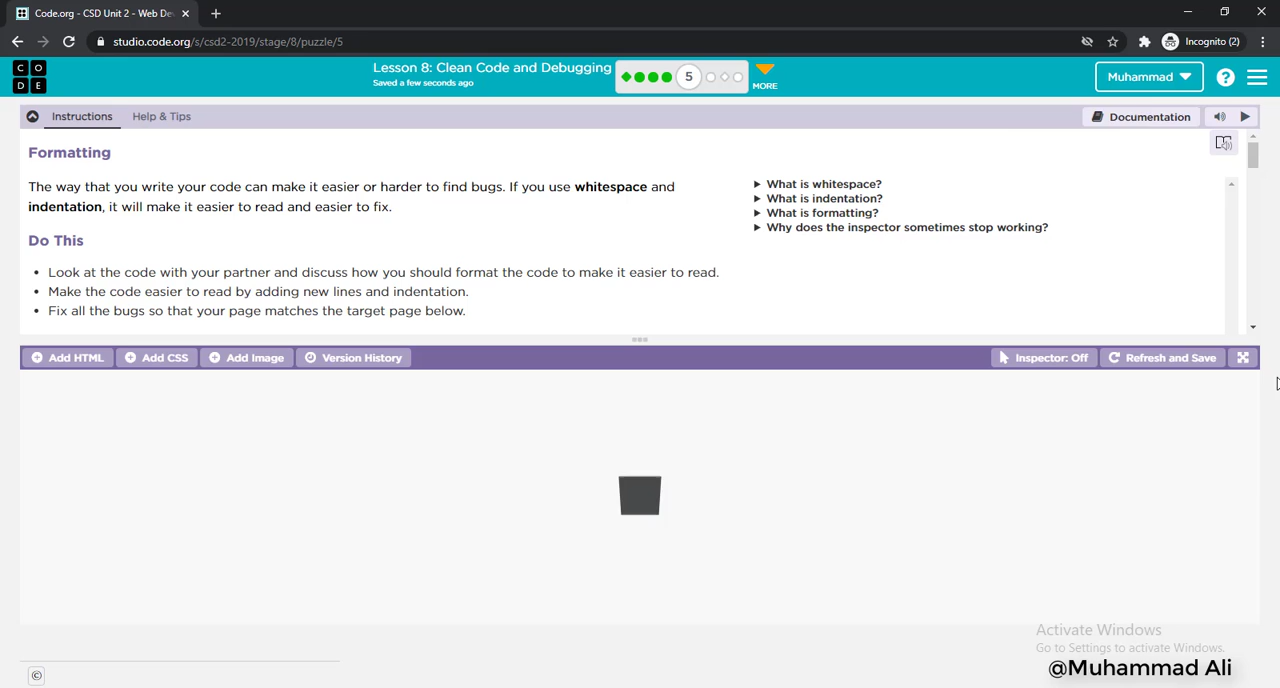 Code.org - CSD Unit 2 - Web De
studio.code.org/s/csd2-2019/stage/8/puzzle/5
Incognito (2)
C O
D E
Lesson 8: Clean Code and Debugging
Saved a few seconds ago
5
MORE
Muhammad
?
Instructions
Help & Tips
Documentation
Formatting
The way that you write your code can make it easier or harder to find bugs. If you use whitespace and
indentation, it will make it easier to read and easier to fix.
What is whitespace?
What is indentation?
What is formatting?
Why does the inspector sometimes stop working?
Do This
• Look at the code with your partner and discuss how you should format the code to make it easier to read.
• Make the code easier to read by adding new lines and indentation.
• Fix all the bugs so that your page matches the target page below.
Add HTML
Add CSS
Add Image
Version History
Inspector: Off
Refresh and Save
Activate Windows
Go to Settings to activate Windows.
@Muhammad Ali
©